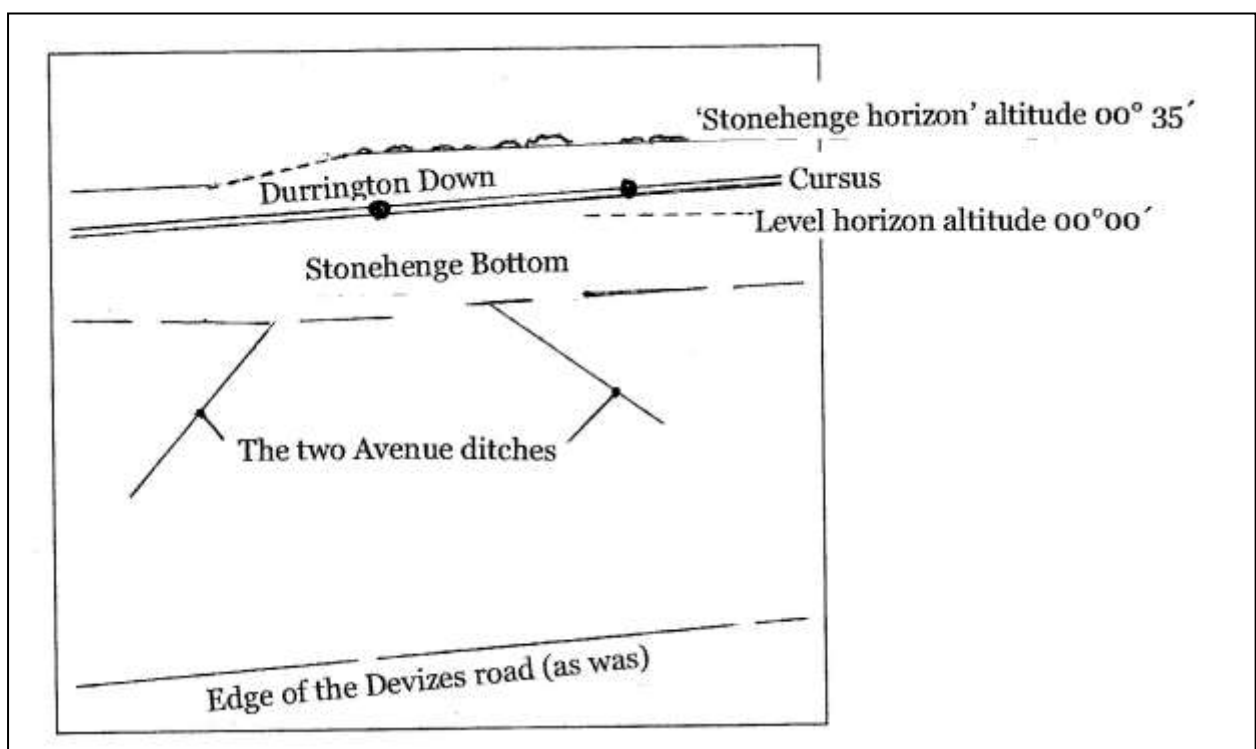 ‘Stonehenge horizon’ altitude 00° 35´
Durrington Down
Cursus
Level horizon altitude 00°00´
Stonehenge Bottom
The two Avenue ditches
Edge of the Devizes road (as was)